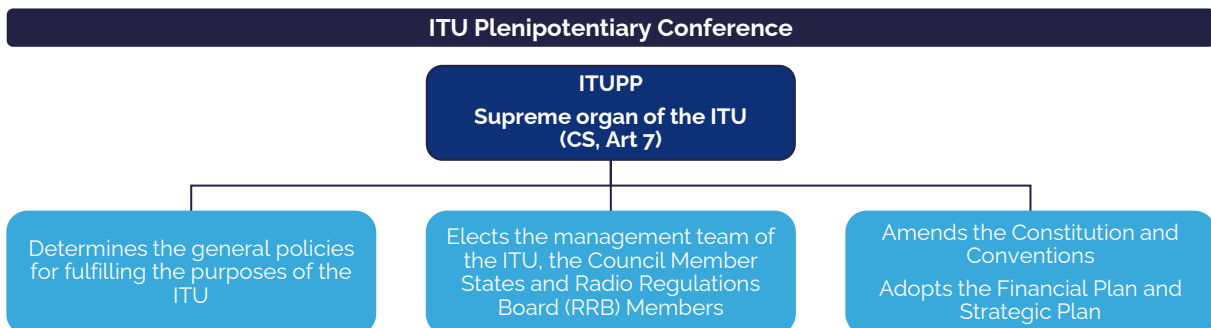 ITU Plenipotentiary Conference
ITUPP
Supreme organ of the ITU
(CS, Art 7)
Determines the general policies
for fulfilling the purposes of the
ITU
Elects the management team of
the ITU, the Council Member
States and Radio Regulations
Board (RRB) Members
Amends the Constitution and
Conventions
Adopts the Financial Plan and
Strategic Plan